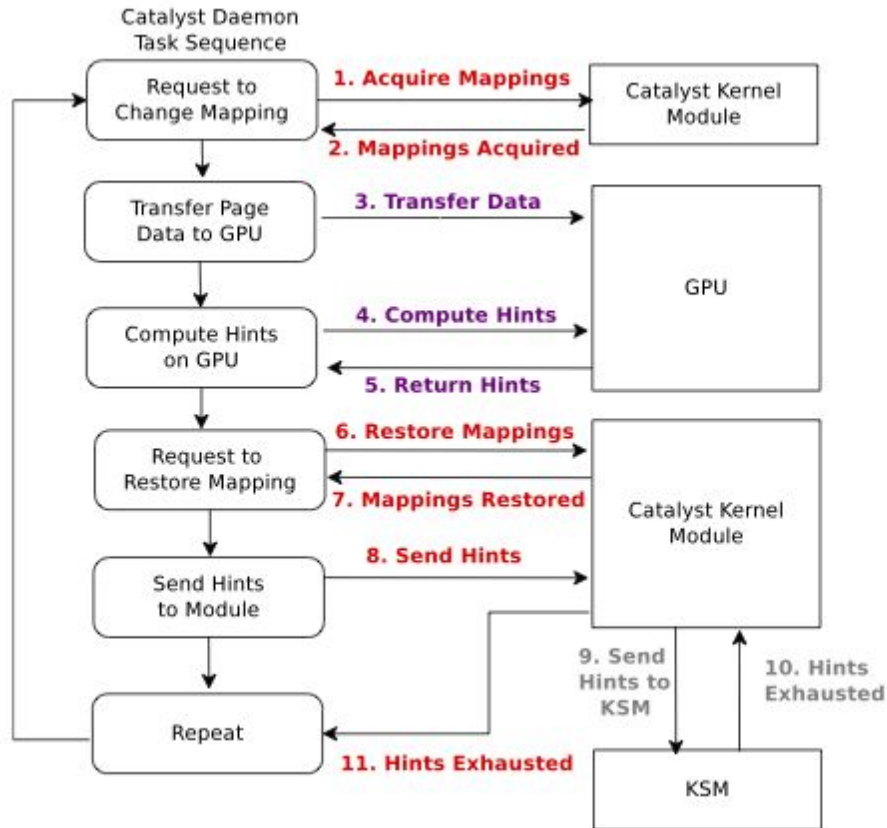 Catalyst Daemon
Task Sequence
Request to
Change Mapping
1. Acquire Mappings
Catalyst Kernel
Module
2. Mappings Acquired
Transfer Page
Data to GPU
3. Transfer Data
GPU
4. Compute Hints
Compute Hints
on GPU
5. Return Hints
6. Restore Mappings
Request to
Restore Mapping
7. Mappings Restored
Catalyst Kernel
Module
8. Send Hints
Send Hints
to Module
9. Send
Hints to
KSM
10. Hints
Exhausted
Repeat
11. Hints Exhausted
KSM